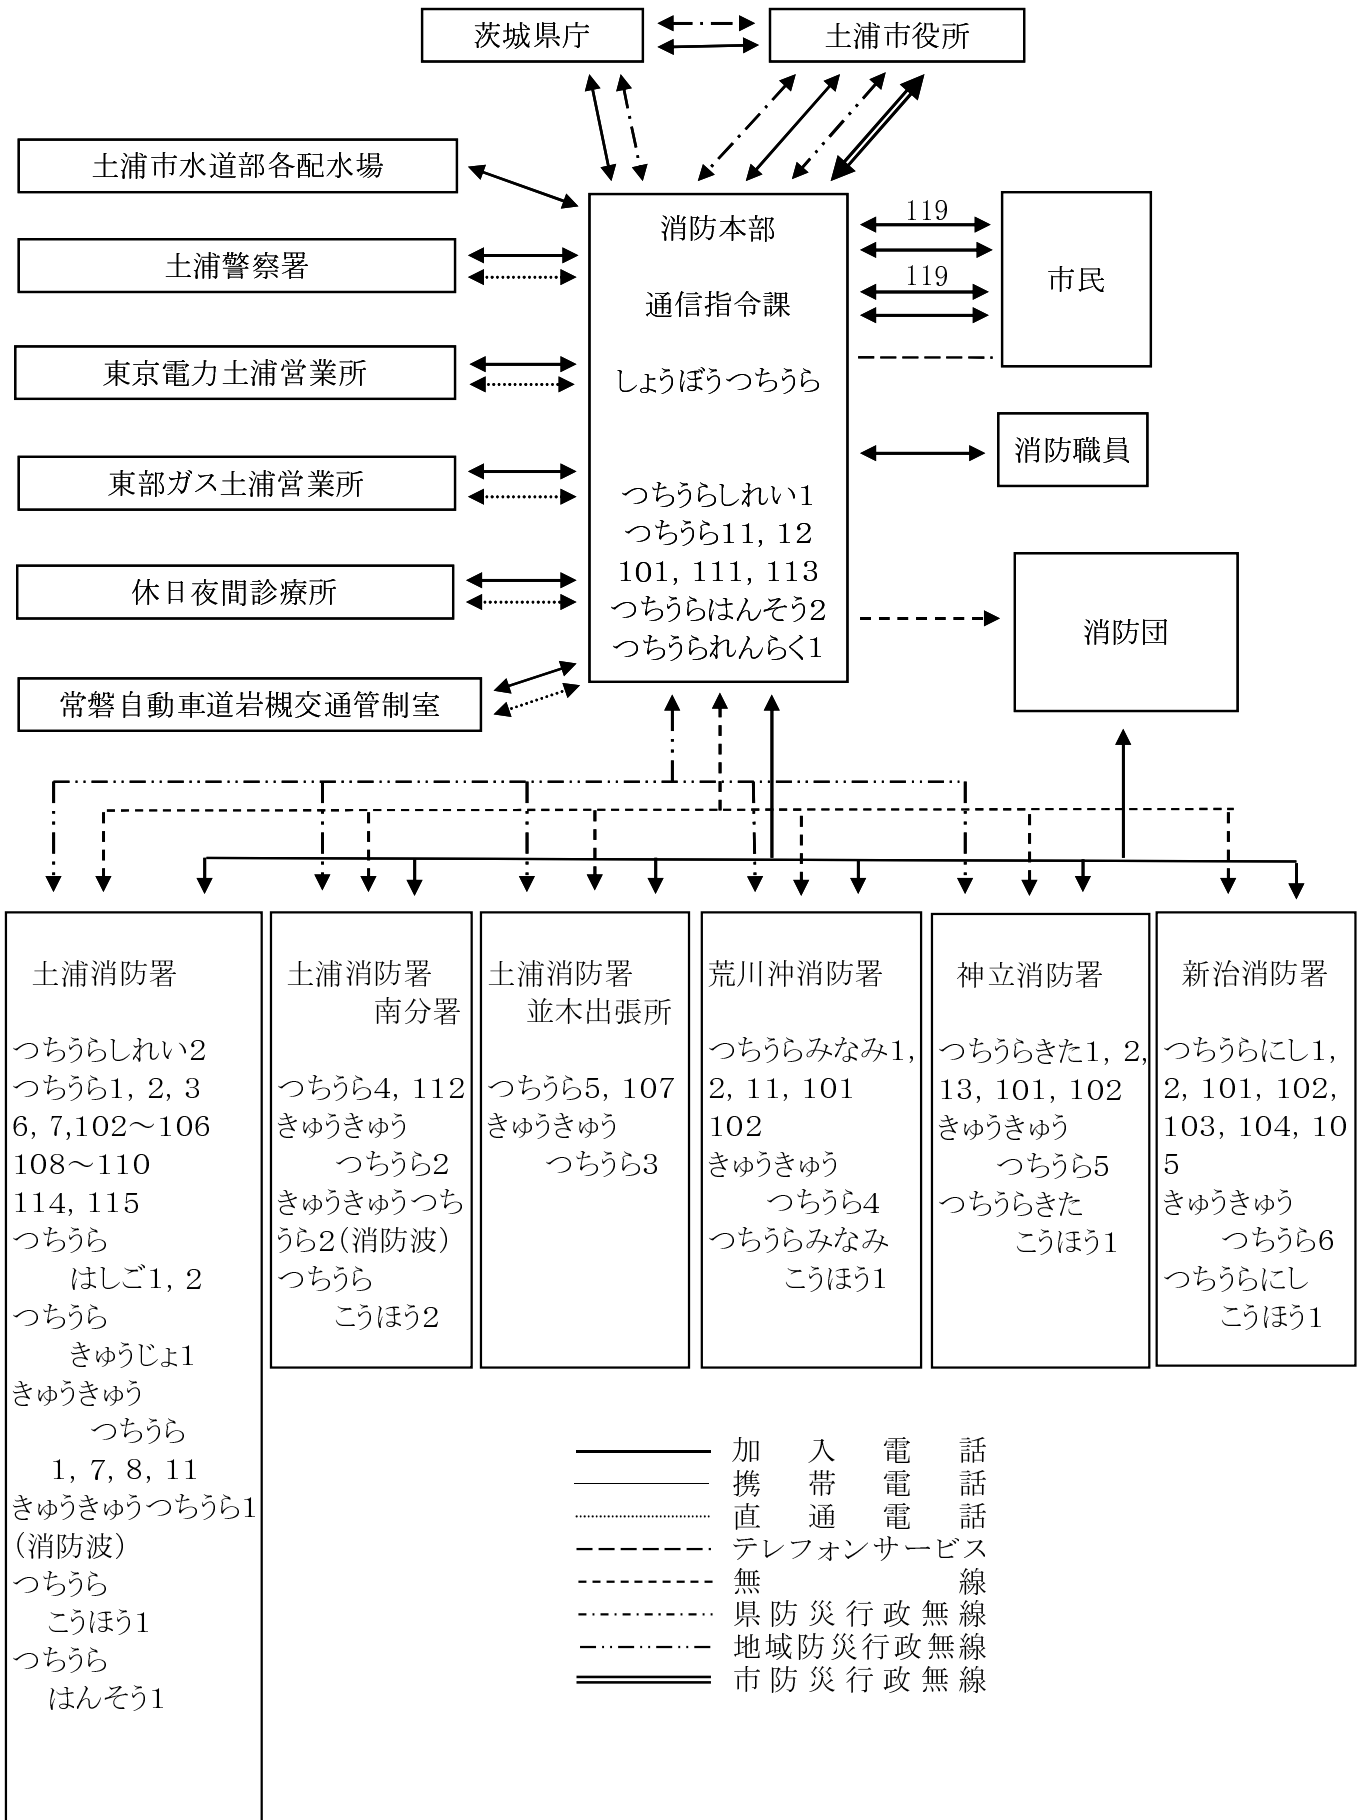 茨城県庁
土浦市役所
土浦市水道部各配水場
土浦警察署
東京電力土浦営業所
東部ガス土浦営業所
休日夜間診療所
常磐自動車道岩槻交通管制室
消防本部
通信指令課
しょうぼうつちうら
つちうらしれい1
つちうら11, 12
101, 111, 113
つちうらはんそう2
つちうられんらく1
119
119
市民
消防職員
消防団
土浦消防署
つちうらしれい2
つちうら1, 2, 3
6, 7,102～106
108～110
114, 115
つちうら
はしご1, 2
つちうら
きゅうじょ1
きゅうきゅう
つちうら
1, 7, 8, 11
きゅうきゅうつちうら1
(消防波)
つちうら
こうほう1
つちうら
はんそう1
土浦消防署
南分署
つちうら4, 112
きゅうきゅう
つちうら2
きゅうきゅうつち
うら2(消防波)
つちうら
こうほう2
土浦消防署
並木出張所
つちうら5, 107
きゅうきゅう
つちうら3
荒川沖消防署
つちうらみなみ1,
2, 11, 101
102
きゅうきゅう
つちうら4
つちうらみなみ
こうほう1
神立消防署
つちうらきた1, 2,
13, 101, 102
きゅうきゅう
つちうら5
つちうらきた
こうほう1
新治消防署
つちうらにし1,
2, 101, 102,
103, 104, 10
5
きゅうきゅう
つちうら6
つちうらにし
こうほう1
加入電話
携帯電話
直通電話
テレフォンサービス
無線
県防災行政無線
地域防災行政無線
市防災行政無線